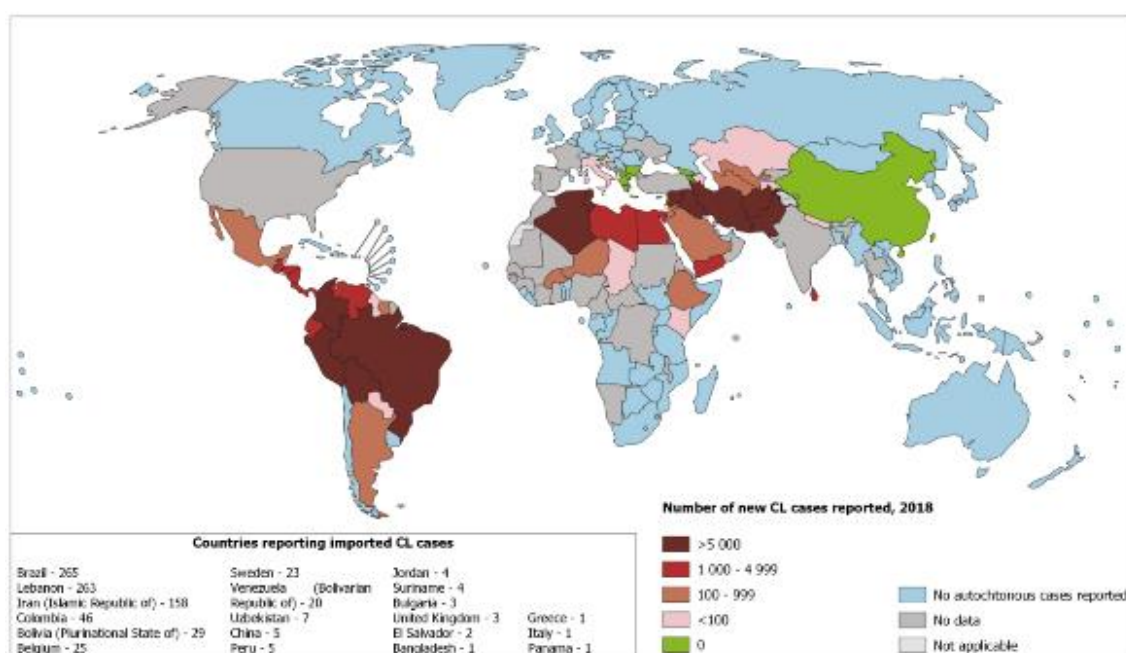 Number of new CL cases reported, 2018
>5 000
1 000 - 4 999
100 - 999
<100
0
No autochtonous cases reported
No data
Not applicable
Countries reporting imported CL cases
Brazil - 265
Lebanon - 263
Iran (Islamic Republic of) - 158
Colombia - 46
Bolivia (Plurinational State of) - 29
Belgium - 25
Sweden - 23
Venezuela (Bolivarian
Republic of) - 20
Uzbekistan - 7
China - 5
Peru - 5
Jordan - 4
Suriname - 4
Bulgaria - 3
United Kingdom - 3
El Salvador - 2
Bangladesh - 1
Greece - 1
Italy - 1
Panama - 1